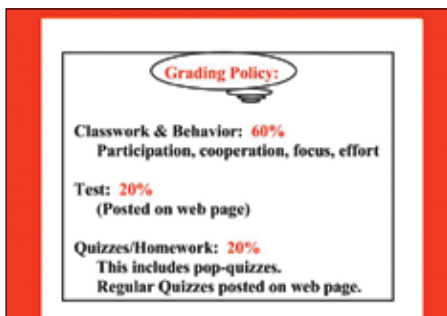 Grading Policy:
Classwork & Behavior: 60%
Participation, cooperation, focus, effort
Test: 20%
(Posted on web page)
Quizzes/Homework: 20%
This includes pop-quizzes.
Regular Quizzes posted on web page.